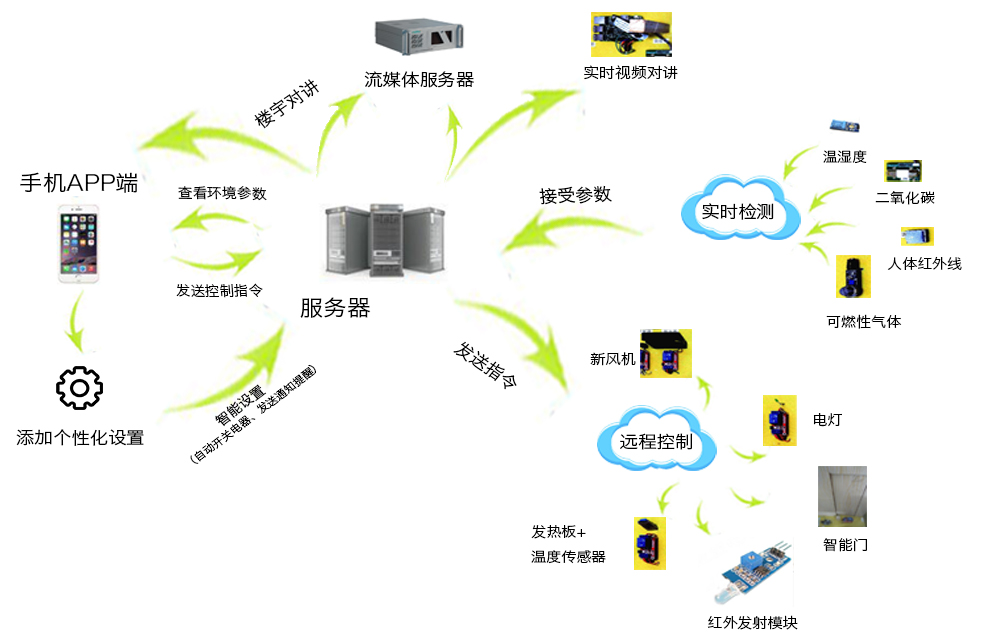 流媒体服务器
实时视频对讲
楼宇对讲
手机APP端
查看环境参数
发送控制指令
服务器
接受参数
实时检测
温湿度
二氧化碳
人体红外线
可燃性气体
添加个性化设置
智能设置
(自动开关电器、发送通知提醒)
发送指令
新风机
远程控制
电灯
智能门
发热板+
温度传感器
红外发射模块